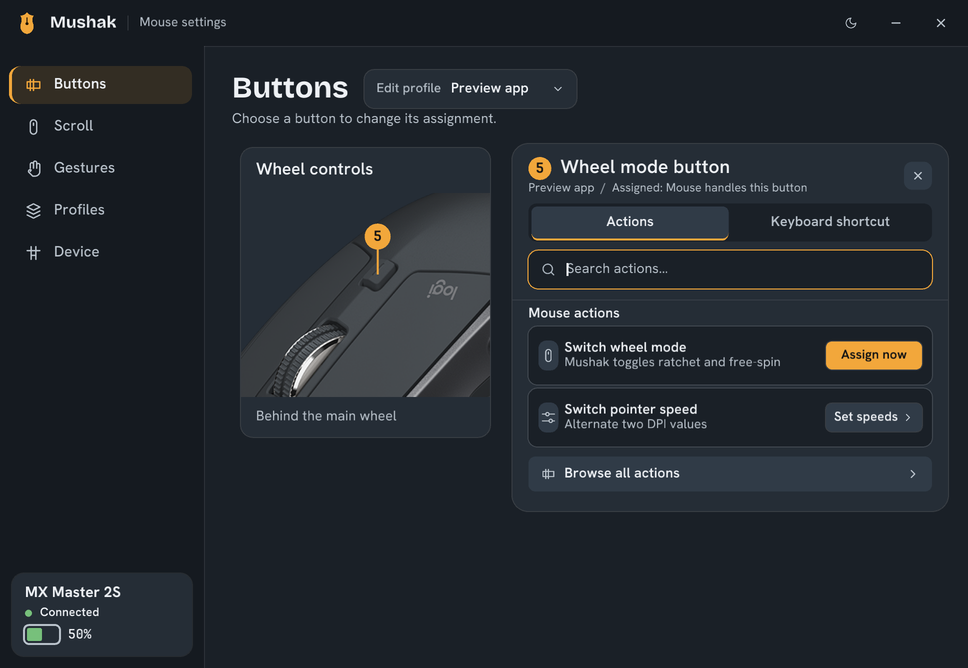 Mushak
Mouse settings
Buttons
Scroll
Gestures
Profiles
Device
MX Master 2S
Connected
50%
Buttons
Edit profile Preview app
Choose a button to change its assignment.
Wheel controls
5
logi
Behind the main wheel
5 Wheel mode button
Preview app / Assigned: Mouse handles this button
Actions
Keyboard shortcut
Search actions...
Mouse actions
Switch wheel mode
Mushak toggles ratchet and free-spin
Assign now
Switch pointer speed
Alternate two DPI values
Set speeds
Browse all actions